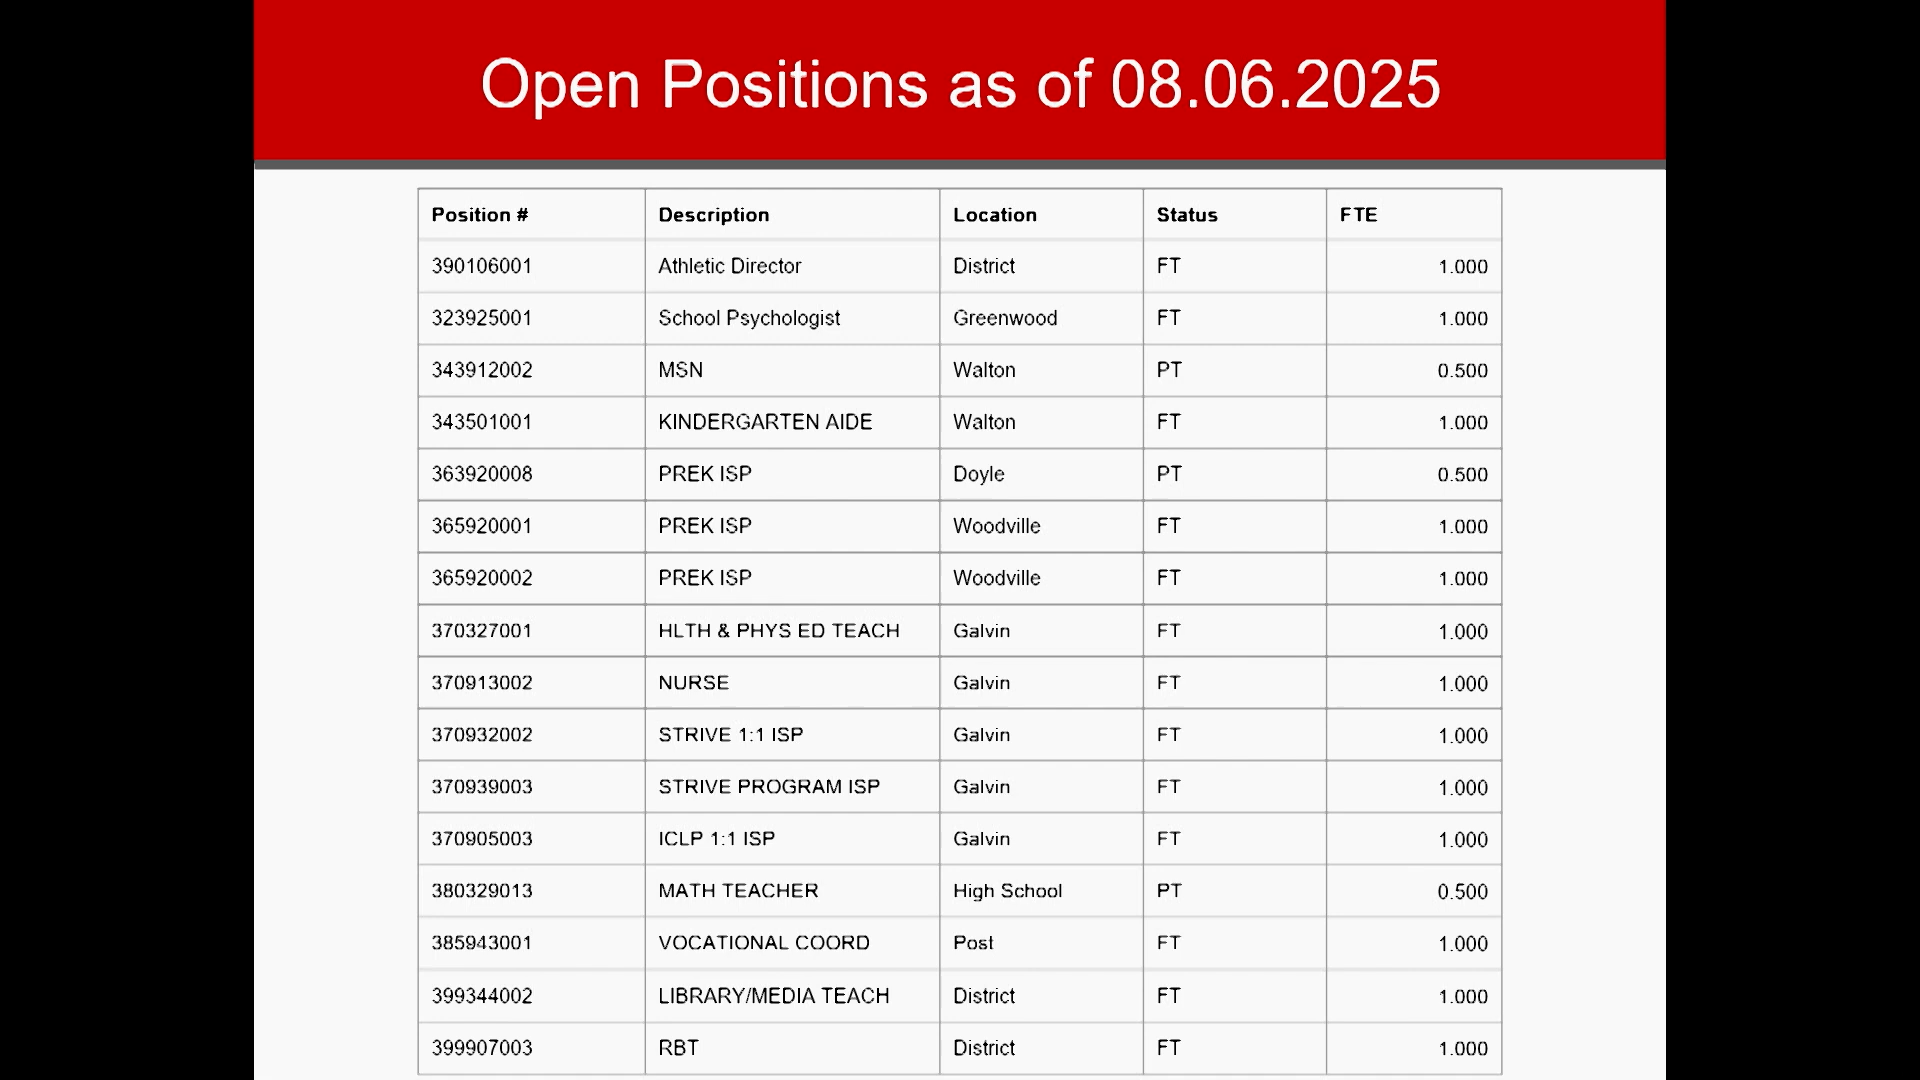 Open Positions as of 08.06.2025
Position # Description Location Status FTE
390106001 Athletic Director District FT 1.000
323925001 School Psychologist Greenwood FT 1.000
343912002 MSN Walton PT 0.500
343501001 KINDERGARTEN AIDE Walton FT 1.000
363920008 PREK ISP Doyle PT 0.500
365920001 PREK ISP Woodville FT 1.000
365920002 PREK ISP Woodville FT 1.000
370327001 HLTH & PHYS ED TEACH Galvin FT 1.000
370913002 NURSE Galvin FT 1.000
370932002 STRIVE 1:1 ISP Galvin FT 1.000
370939003 STRIVE PROGRAM ISP Galvin FT 1.000
370905003 ICLP 1:1 ISP Galvin FT 1.000
380329013 MATH TEACHER High School PT 0.500
385943001 VOCATIONAL COORD Post FT 1.000
399344002 LIBRARY/MEDIA TEACH District FT 1.000
399907003 RBT District FT 1.000